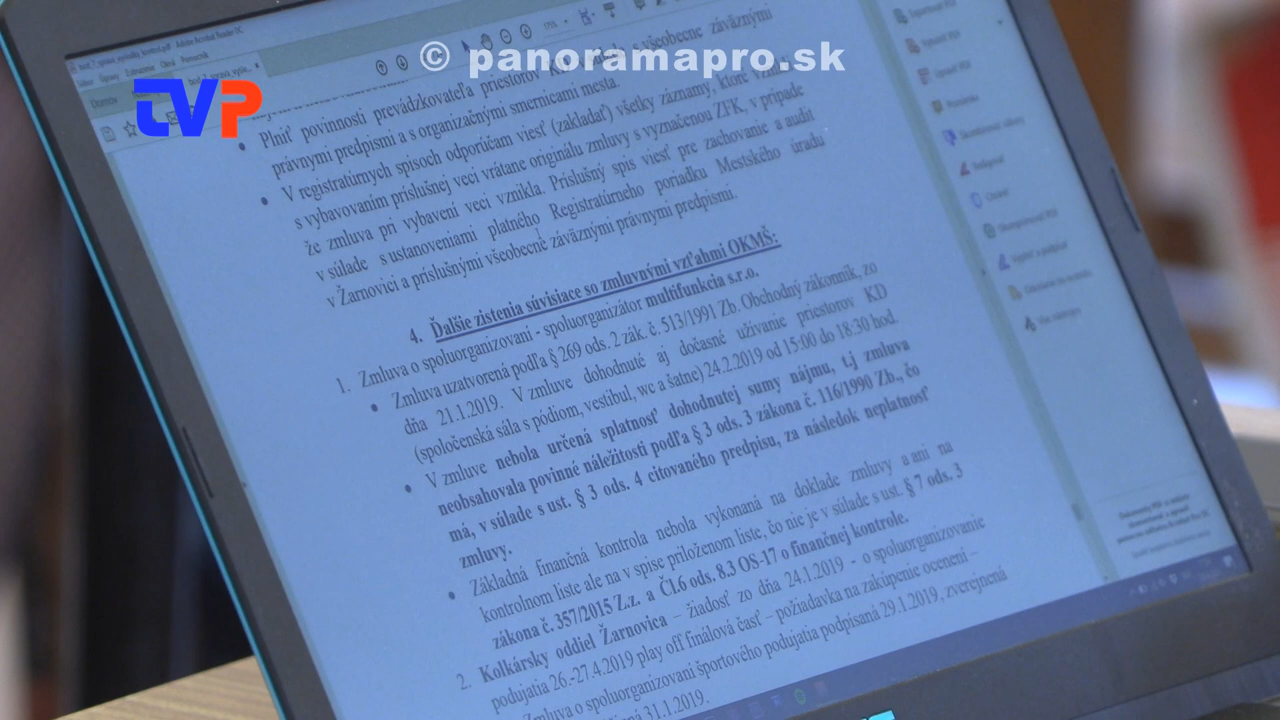 © panoramapro.sk
TVP
Adobe Acrobat Reader DC
Domov
priestorov KD
všeobecne záväznými
Plniť povinnosti prevádzkovateľa
právnymi predpismi a s organizačnými smernicami mesta.
V registratúrnych spisoch odporúčam viesť (zakladať) všetky záznamy, ktoré
s vybavovaním príslušnej veci vrátane originálu zmluvy s vyznačenou ZFK, v prípade
že zmluva pri vybavení veci vznikla. Príslušný spis viesť pre zachovanie a audit
v súlade s ustanoveniami platného Registratúrneho poriadku Mestského úradu
v Žarnovici a príslušnými všeobecne záväznými právnymi predpismi.
4. Ďalšie zistenia súvisiace so zmluvnými vzťahmi OKMŠ:
1. Zmluva o spoluorganizovaní - spoluorganizátor multifunkcia s.r.o.
Zmluva uzatvorená podľa § 269 ods. 2 zák. č. 513/1991 Zb. Obchodný zákonník, zo
dňa 21.1.2019. V zmluve dohodnuté aj dočasné užívanie priestorov KD
(spoločenská sála s pódiom, vestibul, wc a šatne) 24.2.2019 od 15:00 do 18:30 hod.
V zmluve nebola určená splatnosť dohodnutej sumy nájmu, t.j zmluva
neobsahovala povinné náležitosti podľa § 3 ods. 3 zákona č. 116/1990 Zb., čo
má, v súlade s ust. § 3 ods. 4 citovaného predpisu, za následok neplatnosť
zmluvy.
Základná finančná kontrola nebola vykonaná na doklade zmluvy a ani na
kontrolnom liste ale na v spise priloženom liste, čo nie je v súlade s ust. § 7 ods. 3
zákona č. 357/2015 Z.z. a Čl.6 ods. 8.3 OS-17 o finančnej kontrole.
2. Kolkársky oddiel Žarnovica – žiadosť zo dňa 24.1.2019 - o spoluorganizovanie
podujatia 26.-27.4.2019 play off finálová časť – požiadavka na zakúpenie ocenení –
Zmluva o spoluorganizovaní športového podujatia podpísaná 29.1.2019, zverejnená
31.1.2019.